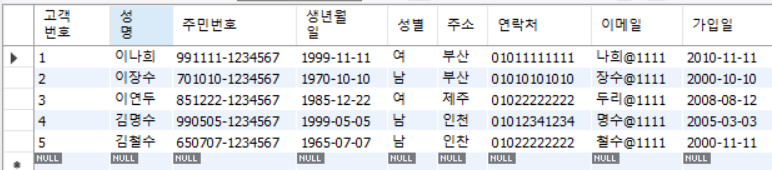 고객번호 성명 주민번호 생년월일 성별 주소 연락처 이메일 가입일
1 이나희 991111-1234567 1999-11-11 여 부산 01011111111 나희@1111 2010-11-11
2 이장수 701010-1234567 1970-10-10 남 부산 01010101010 장수@1111 2000-10-10
3 이연두 851222-1234567 1985-12-22 여 제주 01022222222 두리@1111 2008-08-12
4 김명수 990505-1234567 1999-05-05 남 인천 01012341234 명수@1111 2005-03-03
5 김철수 650707-1234567 1965-07-07 남 인찬 01022222222 철수@1111 2000-11-11
NULL NULL NULL NULL NULL NULL NULL NULL NULL